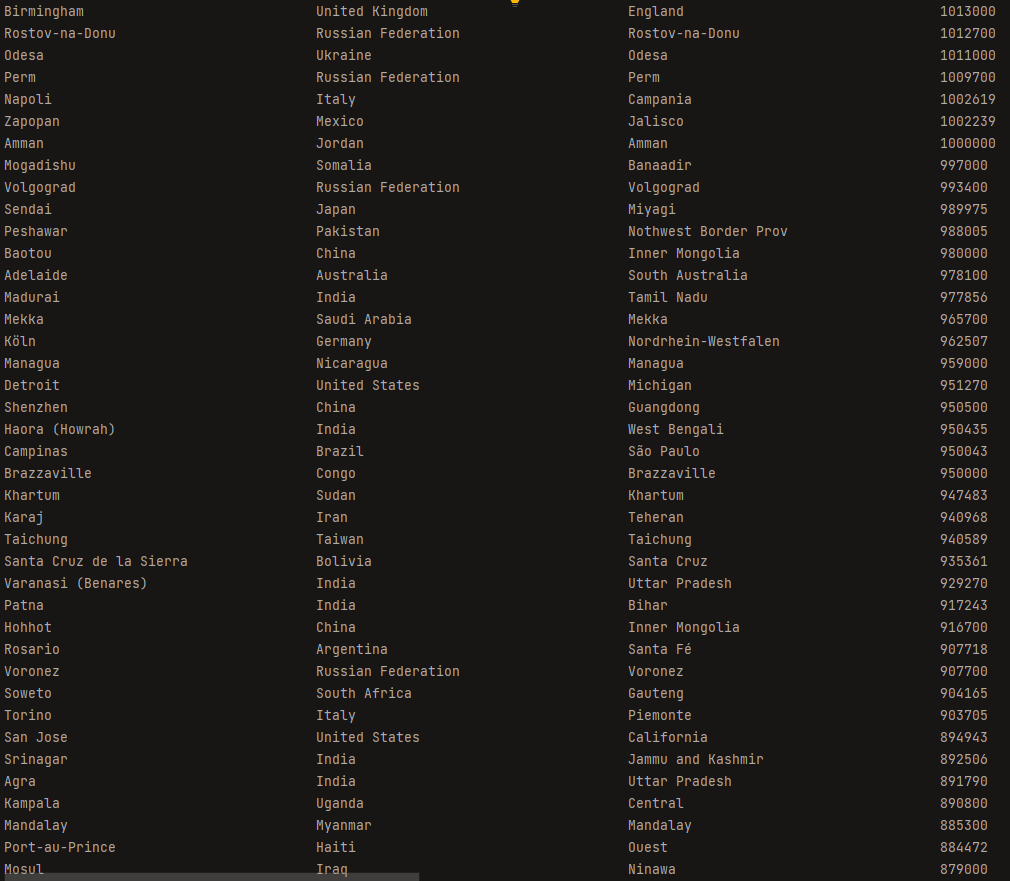 Birmingham United Kingdom England 1013000
Rostov-na-Donu Russian Federation Rostov-na-Donu 1012700
Odesa Ukraine Odesa 1011000
Perm Russian Federation Perm 1009700
Napoli Italy Campania 1002619
Zapopan Mexico Jalisco 1002239
Amman Jordan Amman 1000000
Mogadishu Somalia Banaadir 997000
Volgograd Russian Federation Volgograd 993400
Sendai Japan Miyagi 989975
Peshawar Pakistan Nothwest Border Prov 988005
Baotou China Inner Mongolia 980000
Adelaide Australia South Australia 978100
Madurai India Tamil Nadu 977856
Mekka Saudi Arabia Mekka 965700
Köln Germany Nordrhein-Westfalen 962507
Managua Nicaragua Managua 959000
Detroit United States Michigan 951270
Shenzhen China Guangdong 950500
Haora (Howrah) India West Bengali 950435
Campinas Brazil São Paulo 950043
Brazzaville Congo Brazzaville 950000
Khartum Sudan Khartum 947483
Karaj Iran Teheran 940968
Taichung Taiwan Taichung 940589
Santa Cruz de la Sierra Bolivia Santa Cruz 935361
Varanasi (Benares) India Uttar Pradesh 929270
Patna India Bihar 917243
Hohhot China Inner Mongolia 916700
Rosario Argentina Santa Fé 907718
Voronez Russian Federation Voronez 907700
Soweto South Africa Gauteng 904165
Torino Italy Piemonte 903705
San Jose United States California 894943
Srinagar India Jammu and Kashmir 892506
Agra India Uttar Pradesh 891790
Kampala Uganda Central 890800
Mandalay Myanmar Mandalay 885300
Port-au-Prince Haiti Ouest 884472
Mosul Iraq Ninawa 879000